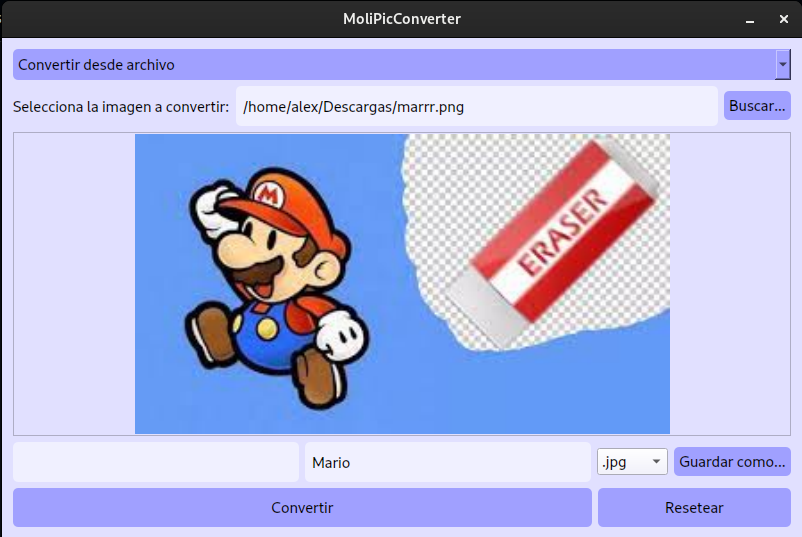 MoliPicConverter
Convertir desde archivo
Selecciona la imagen a convertir: /home/alex/Descargas/marrr.png Buscar...
M
ERASER
Mario .jpg Guardar como...
Convertir Resetear